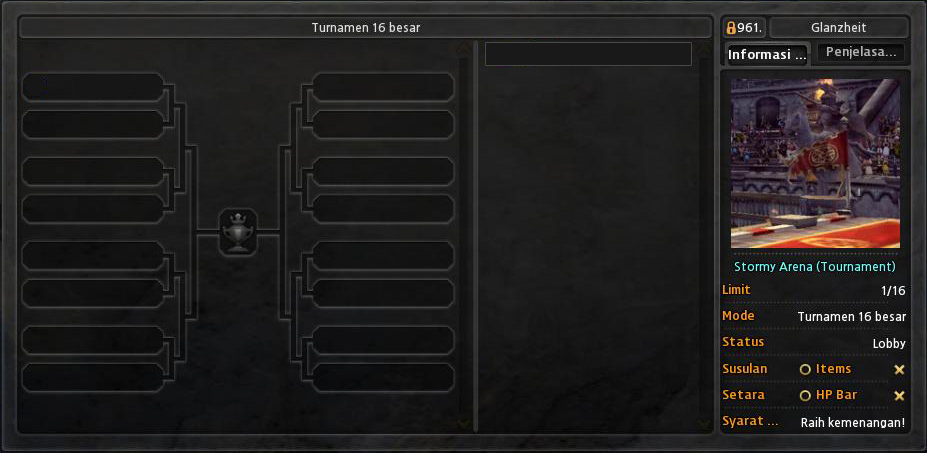 Turnamen 16 besar
961.
Glanzheit
Informasi ...
Penjelasa...
Stormy Arena (Tournament)
Limit 1/16
Mode Turnamen 16 besar
Status Lobby
Susulan Items
Setara HP Bar
Syarat ... Raih kemenangan!